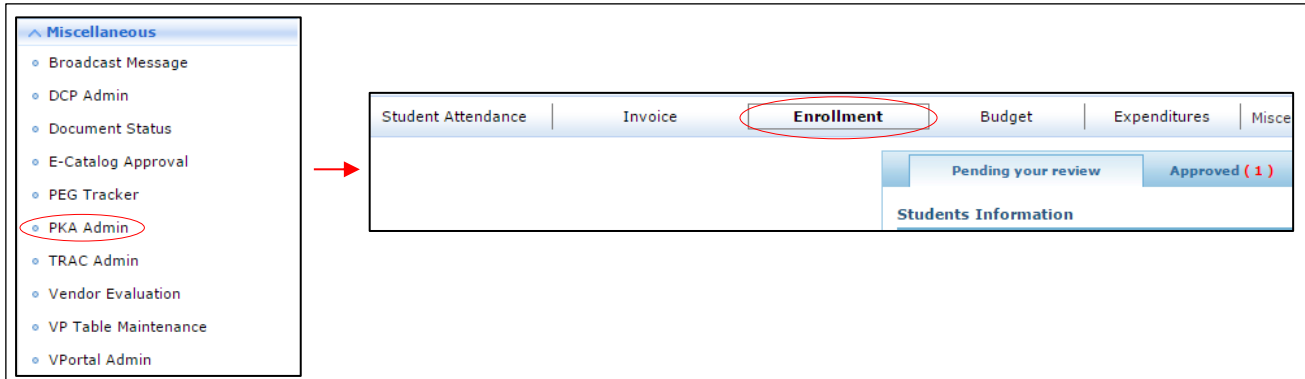 Miscellaneous
Broadcast Message
DCP Admin
Document Status
E-Catalog Approval
PEG Tracker
PKA Admin
TRAC Admin
Vendor Evaluation
VP Table Maintenance
VPortal Admin
Student Attendance Invoice Enrollment Budget Expenditures Misce
Pending your review Approved ( 1 )
Students Information